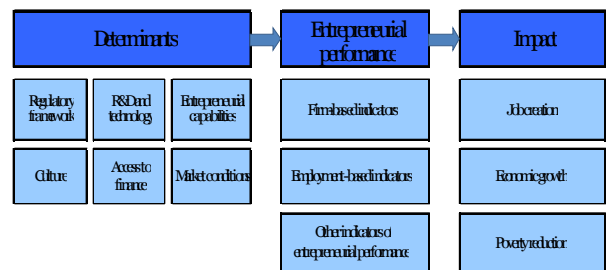 Determinants
Entrepreneurial
performance
Impact
Regulatory
framework
R&D and
technology
Entrepreneurial
capabilities
Firm-based indicators
Job creation
Culture
Access to
finance
Market conditions
Employment-based indicators
Economic growth
Other indicators of
entrepreneurial performance
Poverty reduction